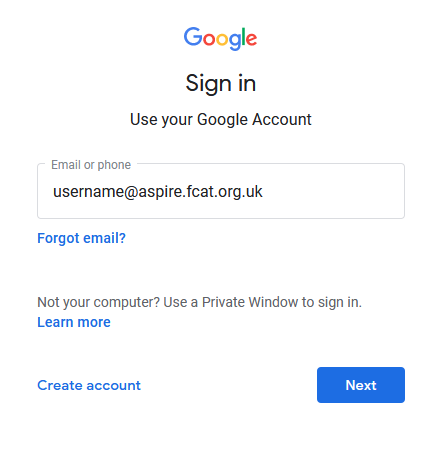 Google
Sign in
Use your Google Account
Email or phone
username@aspire.fcat.org.uk
Forgot email?
Not your computer? Use a Private Window to sign in.
Learn more
Create account
Next